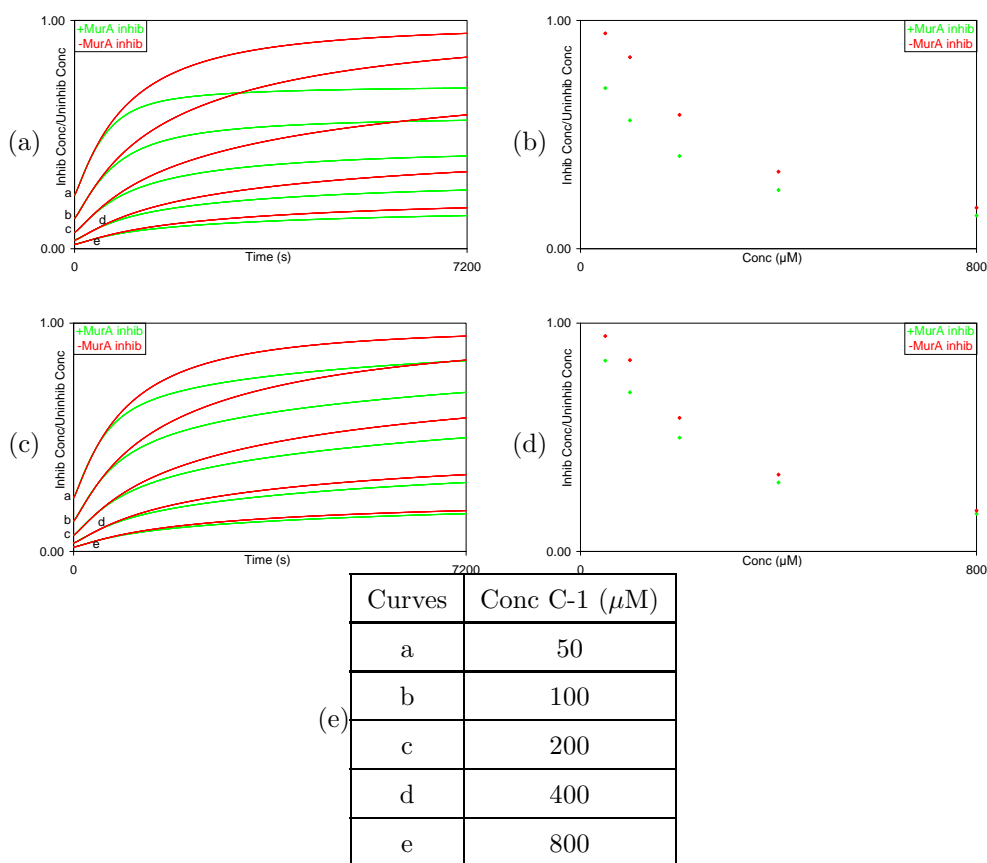 (a)
1.00
+MurA inhib
-MurA inhib
Inhib Conc/Uninhib Conc
a
b
c
d
e
0.00
0
Time (s)
7200
(b)
1.00
+MurA inhib
-MurA inhib
Inhib Conc/Uninhib Conc
0.00
0
Conc (µM)
800
(c)
1.00
+MurA inhib
-MurA inhib
Inhib Conc/Uninhib Conc
a
b
c
d
e
0.00
0
Time (s)
7200
(d)
1.00
+MurA inhib
-MurA inhib
Inhib Conc/Uninhib Conc
0.00
0
Conc (µM)
800
(e)
Curves Conc C-1 (μM)
a 50
b 100
c 200
d 400
e 800